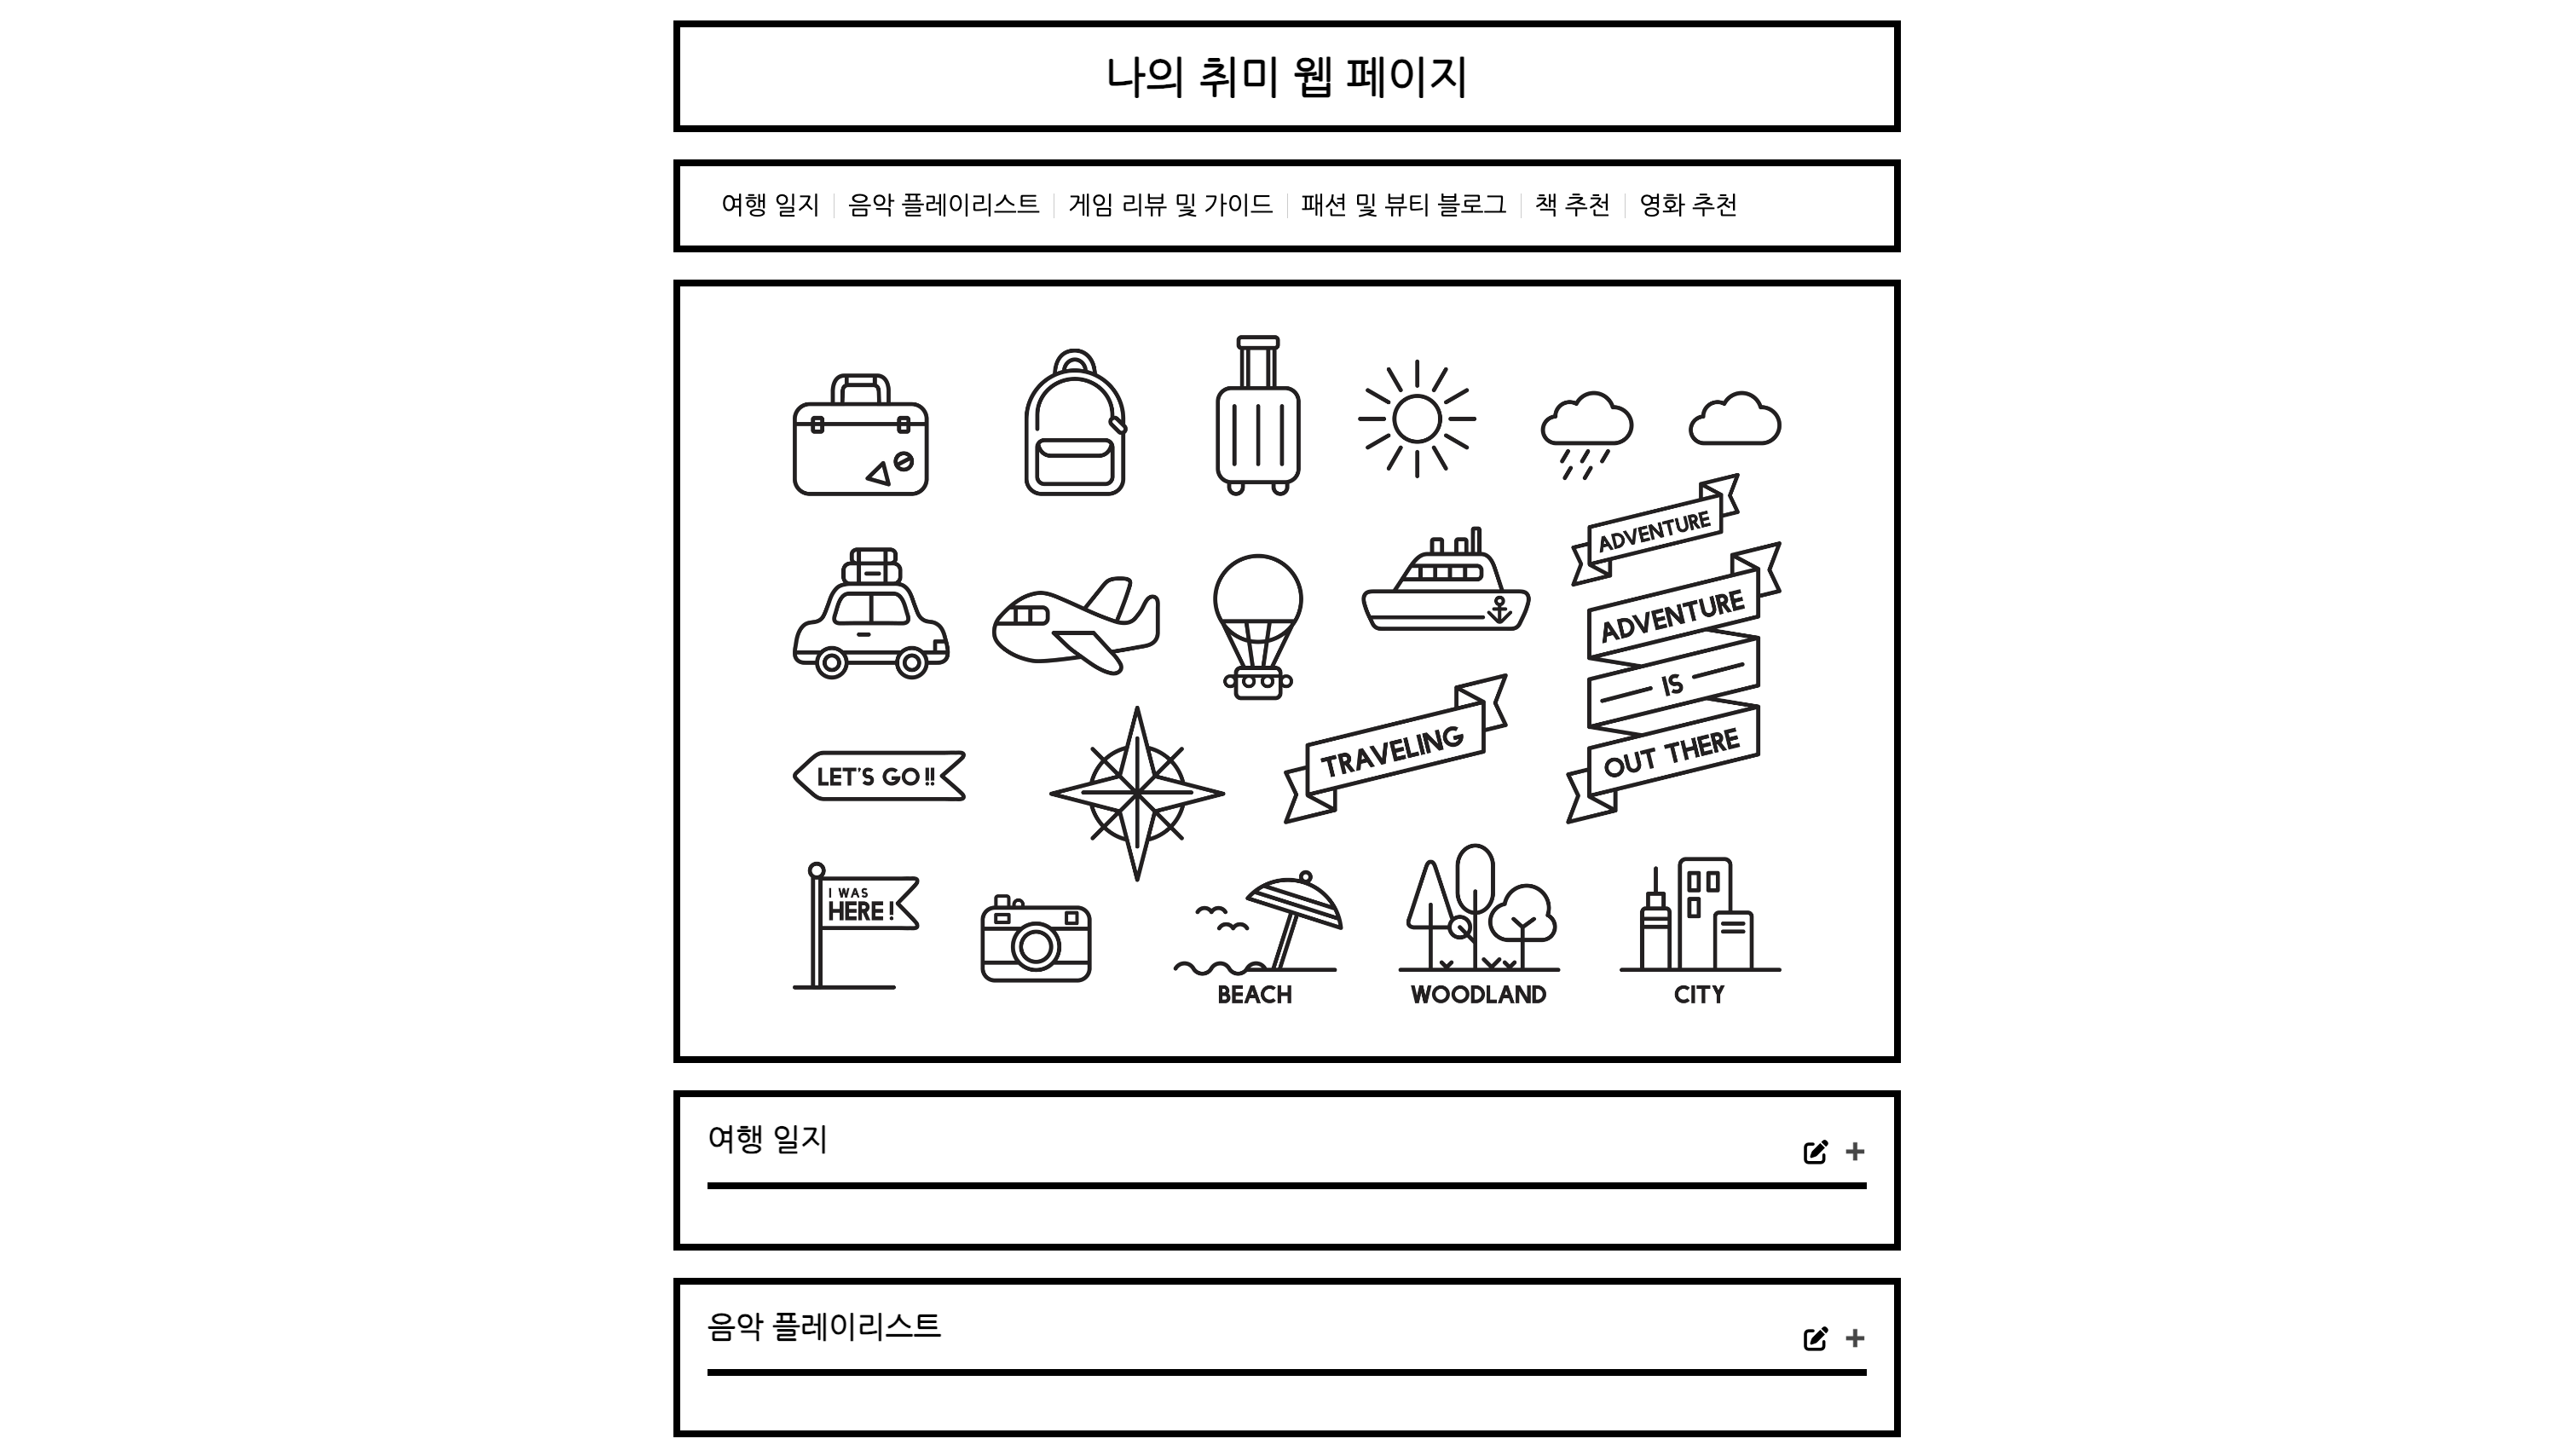 나의 취미 웹 페이지
여행 일지 음악 플레이리스트 게임 리뷰 및 가이드 패션 및 뷰티 블로그 책 추천 영화 추천
ADVENTURE
ADVENTURE
IS
OUT THERE
TRAVELING
LET'S GO !!
I WAS
HERE !
BEACH
WOODLAND
CITY
여행 일지
음악 플레이리스트